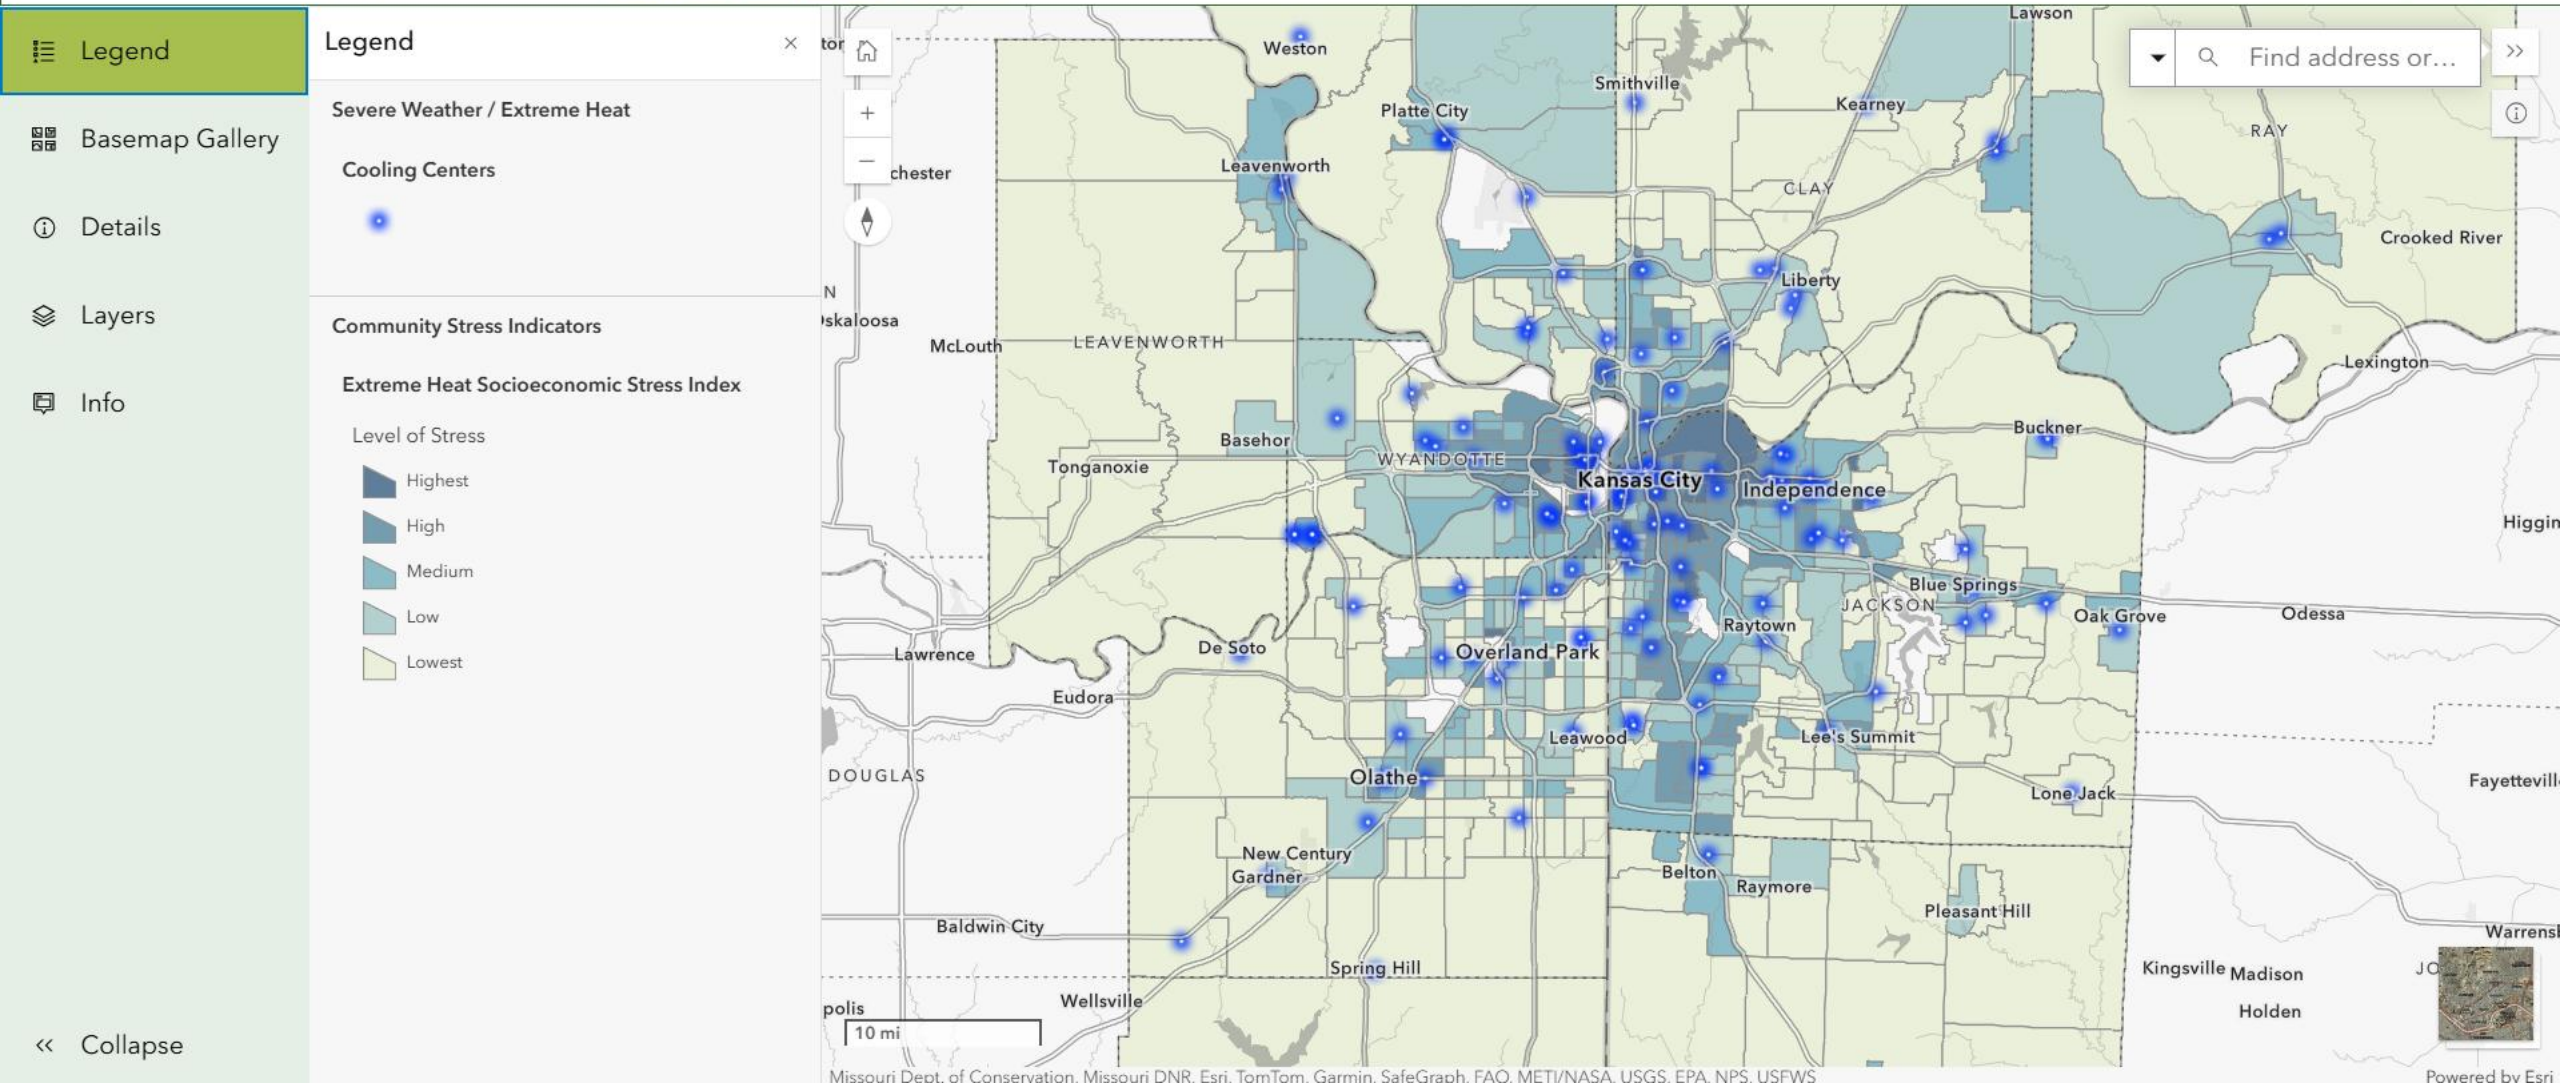 Legend
Basemap Gallery
Details
Layers
Info
Collapse
Legend
Severe Weather / Extreme Heat
Cooling Centers
Community Stress Indicators
Extreme Heat Socioeconomic Stress Index
Level of Stress
Highest
High
Medium
Low
Lowest
Find address or...
Lawson
Weston
Smithville
Platte City
Kearney
RAY
Leavenworth
chester
CLAY
Crooked River
Liberty
N
skaloosa
McLouth
LEAVENWORTH
Lexington
Basehor
Buckner
WYANDOTTE
Tonganoxie
Kansas City
Independence
Higgin
Blue Springs
JACKSON
Oak Grove
Odessa
Raytown
De Soto
Lawrence
Overland Park
Eudora
Leawood
Lee's Summit
DOUGLAS
Olathe
Fayettevill
Lone Jack
New Century
Gardner
Belton
Raymore
Pleasant Hill
Baldwin City
Warrens
Spring Hill
Kingsville
Madison
JO
Wellsville
polis
Holden
10 mi
Missouri Dept. of Conservation, Missouri DNR, Esri, TomTom, Garmin, SafeGraph, FAO, METI/NASA, USGS, EPA, NPS, USFWS
Powered by Esri